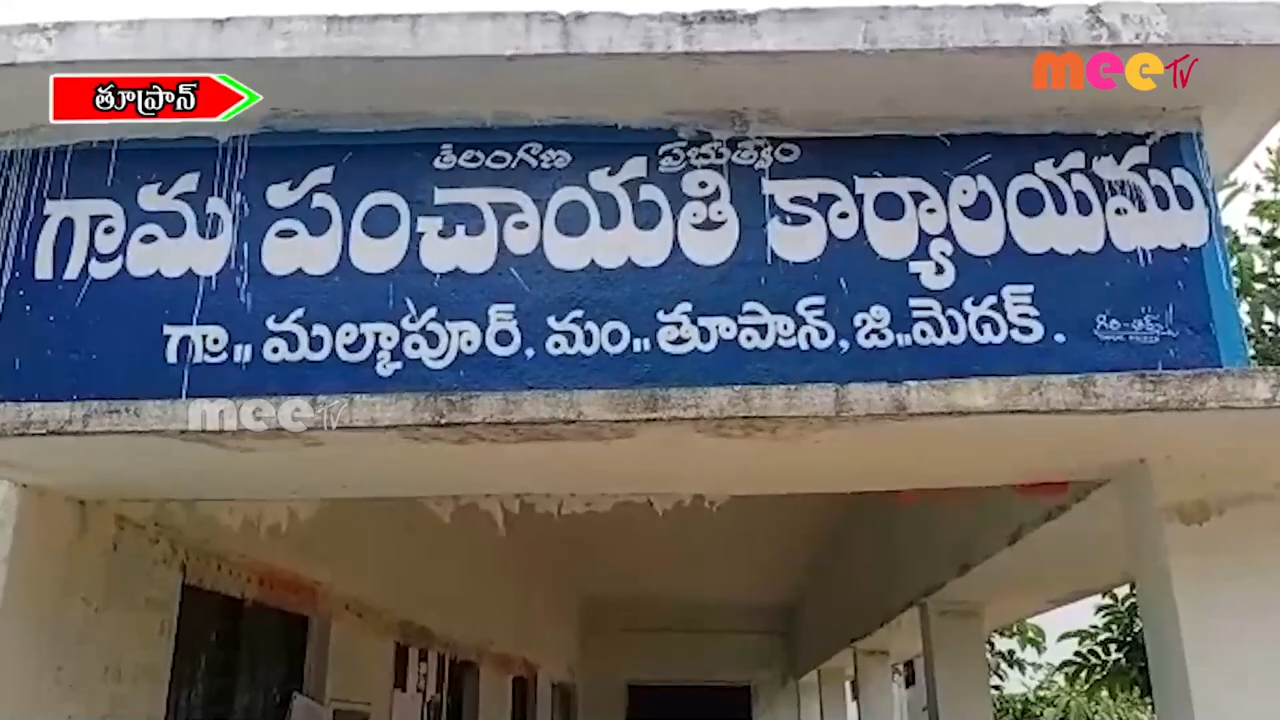 తూప్రాన్
mee TV
తెలంగాణ ప్రభుత్వం
గ్రామ పంచాయతి కార్యాలయము
గ్రా,, మల్కాపూర్, మం.. తూప్రాన్, జి..మెదక్.
mee TV